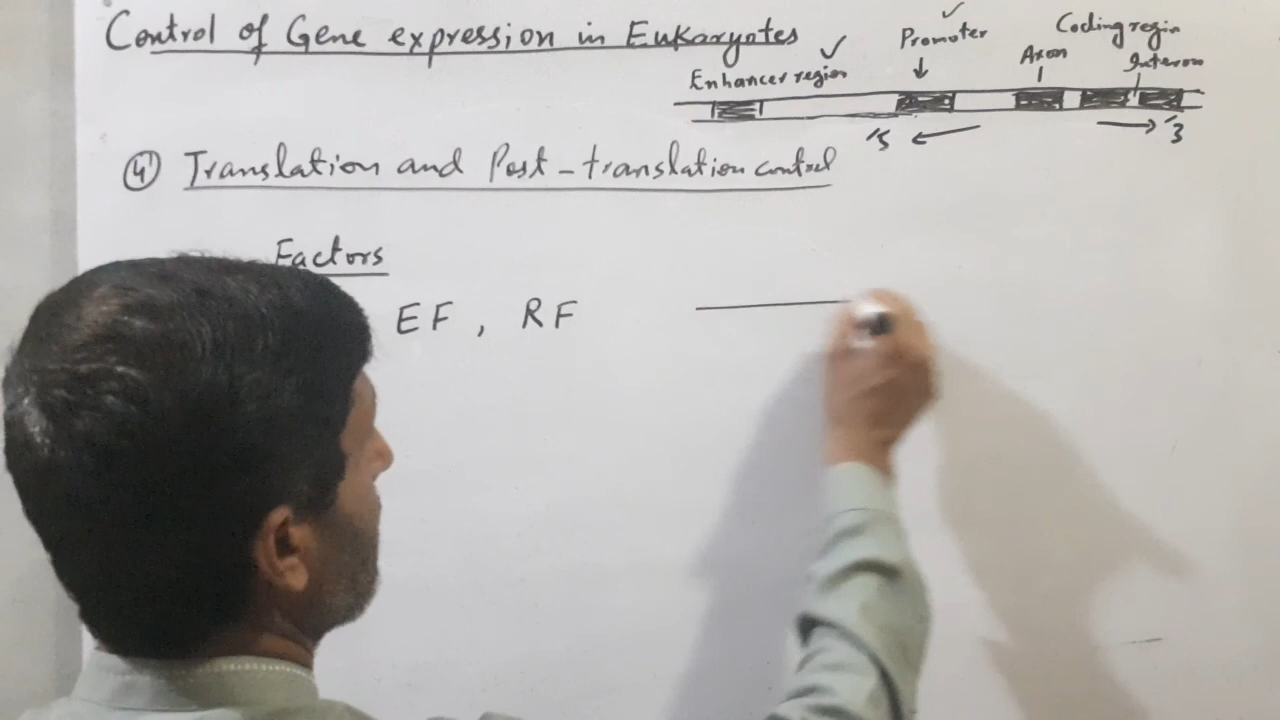 Control of Gene expression in Eukaryotes
Enhancer region ✓
Promoter ✓
Coding regin
Axon
Interon
'5
'3
④ Translation and Post-translation control
Factors
EF, RF